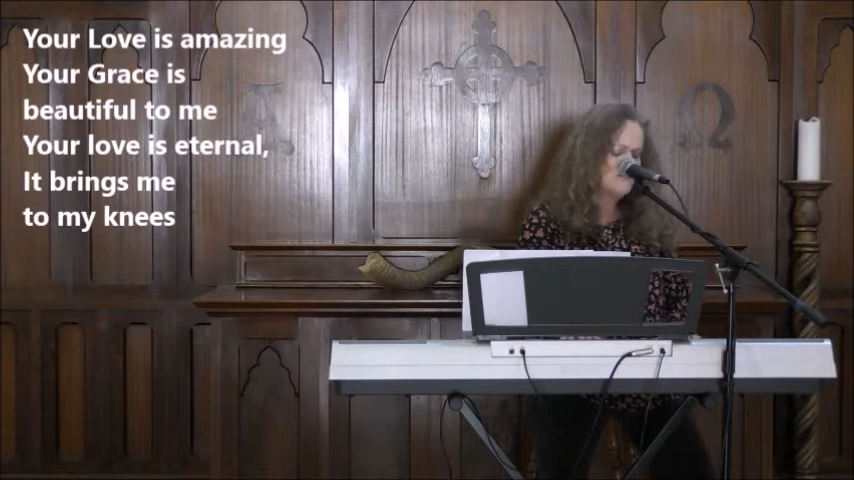 Your Love is amazing
Your Grace is
beautiful to me
Your love is eternal,
It brings me
to my knees
Ω